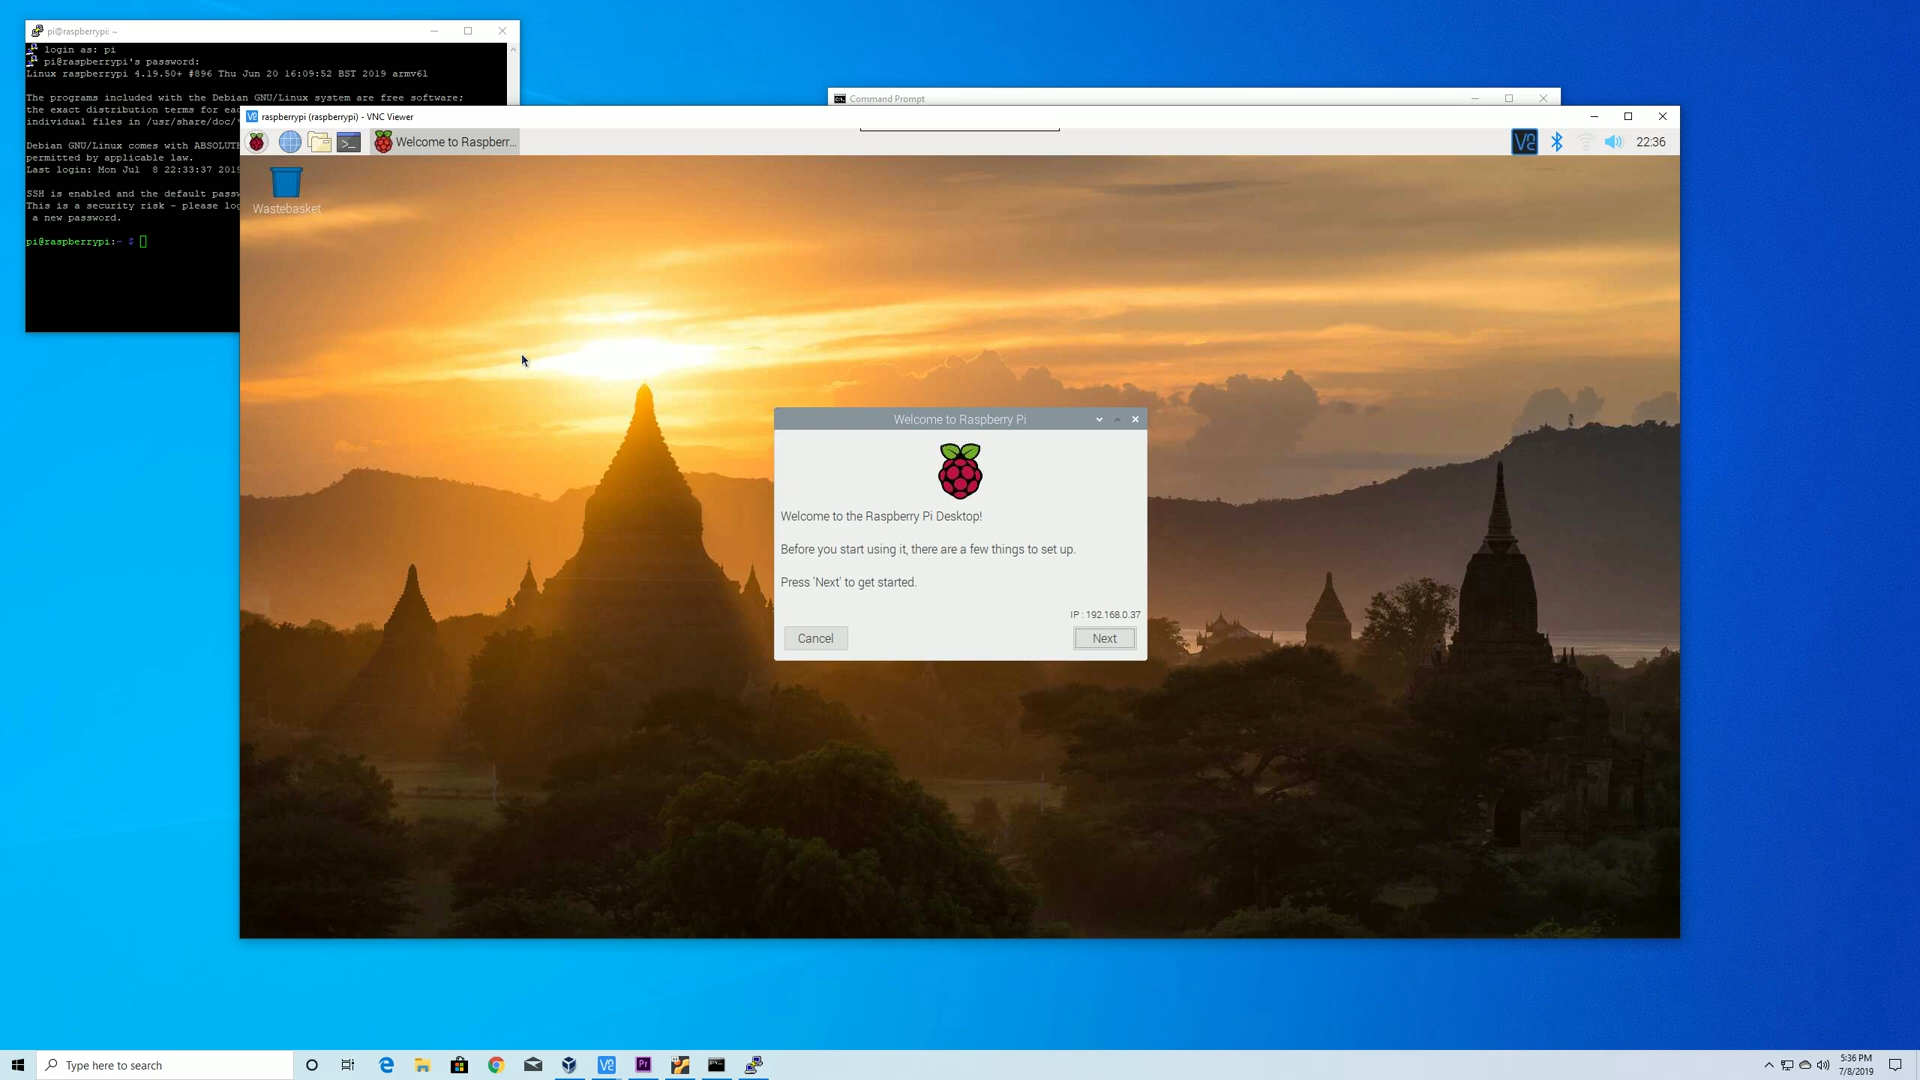 pi@raspberrypi: ~
login as: pi
pi@raspberrypi's password:
Linux raspberrypi 4.19.50+ #896 Thu Jun 20 16:09:52 BST 2019 armv6l
The programs included with the Debian GNU/Linux system are free software;
the exact distribution terms for eac
individual files in /usr/share/doc/
Debian GNU/Linux comes with ABSOLUT
permitted by applicable law.
Last login: Mon Jul  8 22:33:37 2019
SSH is enabled and the default passw
This is a security risk - please log
a new password.
pi@raspberrypi:~ $
Command Prompt
raspberrypi (raspberrypi) - VNC Viewer
Welcome to Raspberr...
22:36
Wastebasket
Welcome to Raspberry Pi
Welcome to the Raspberry Pi Desktop!
Before you start using it, there are a few things to set up.
Press 'Next' to get started.
IP : 192.168.0.37
Cancel
Next
Type here to search
Pr
5:36 PM
7/8/2019